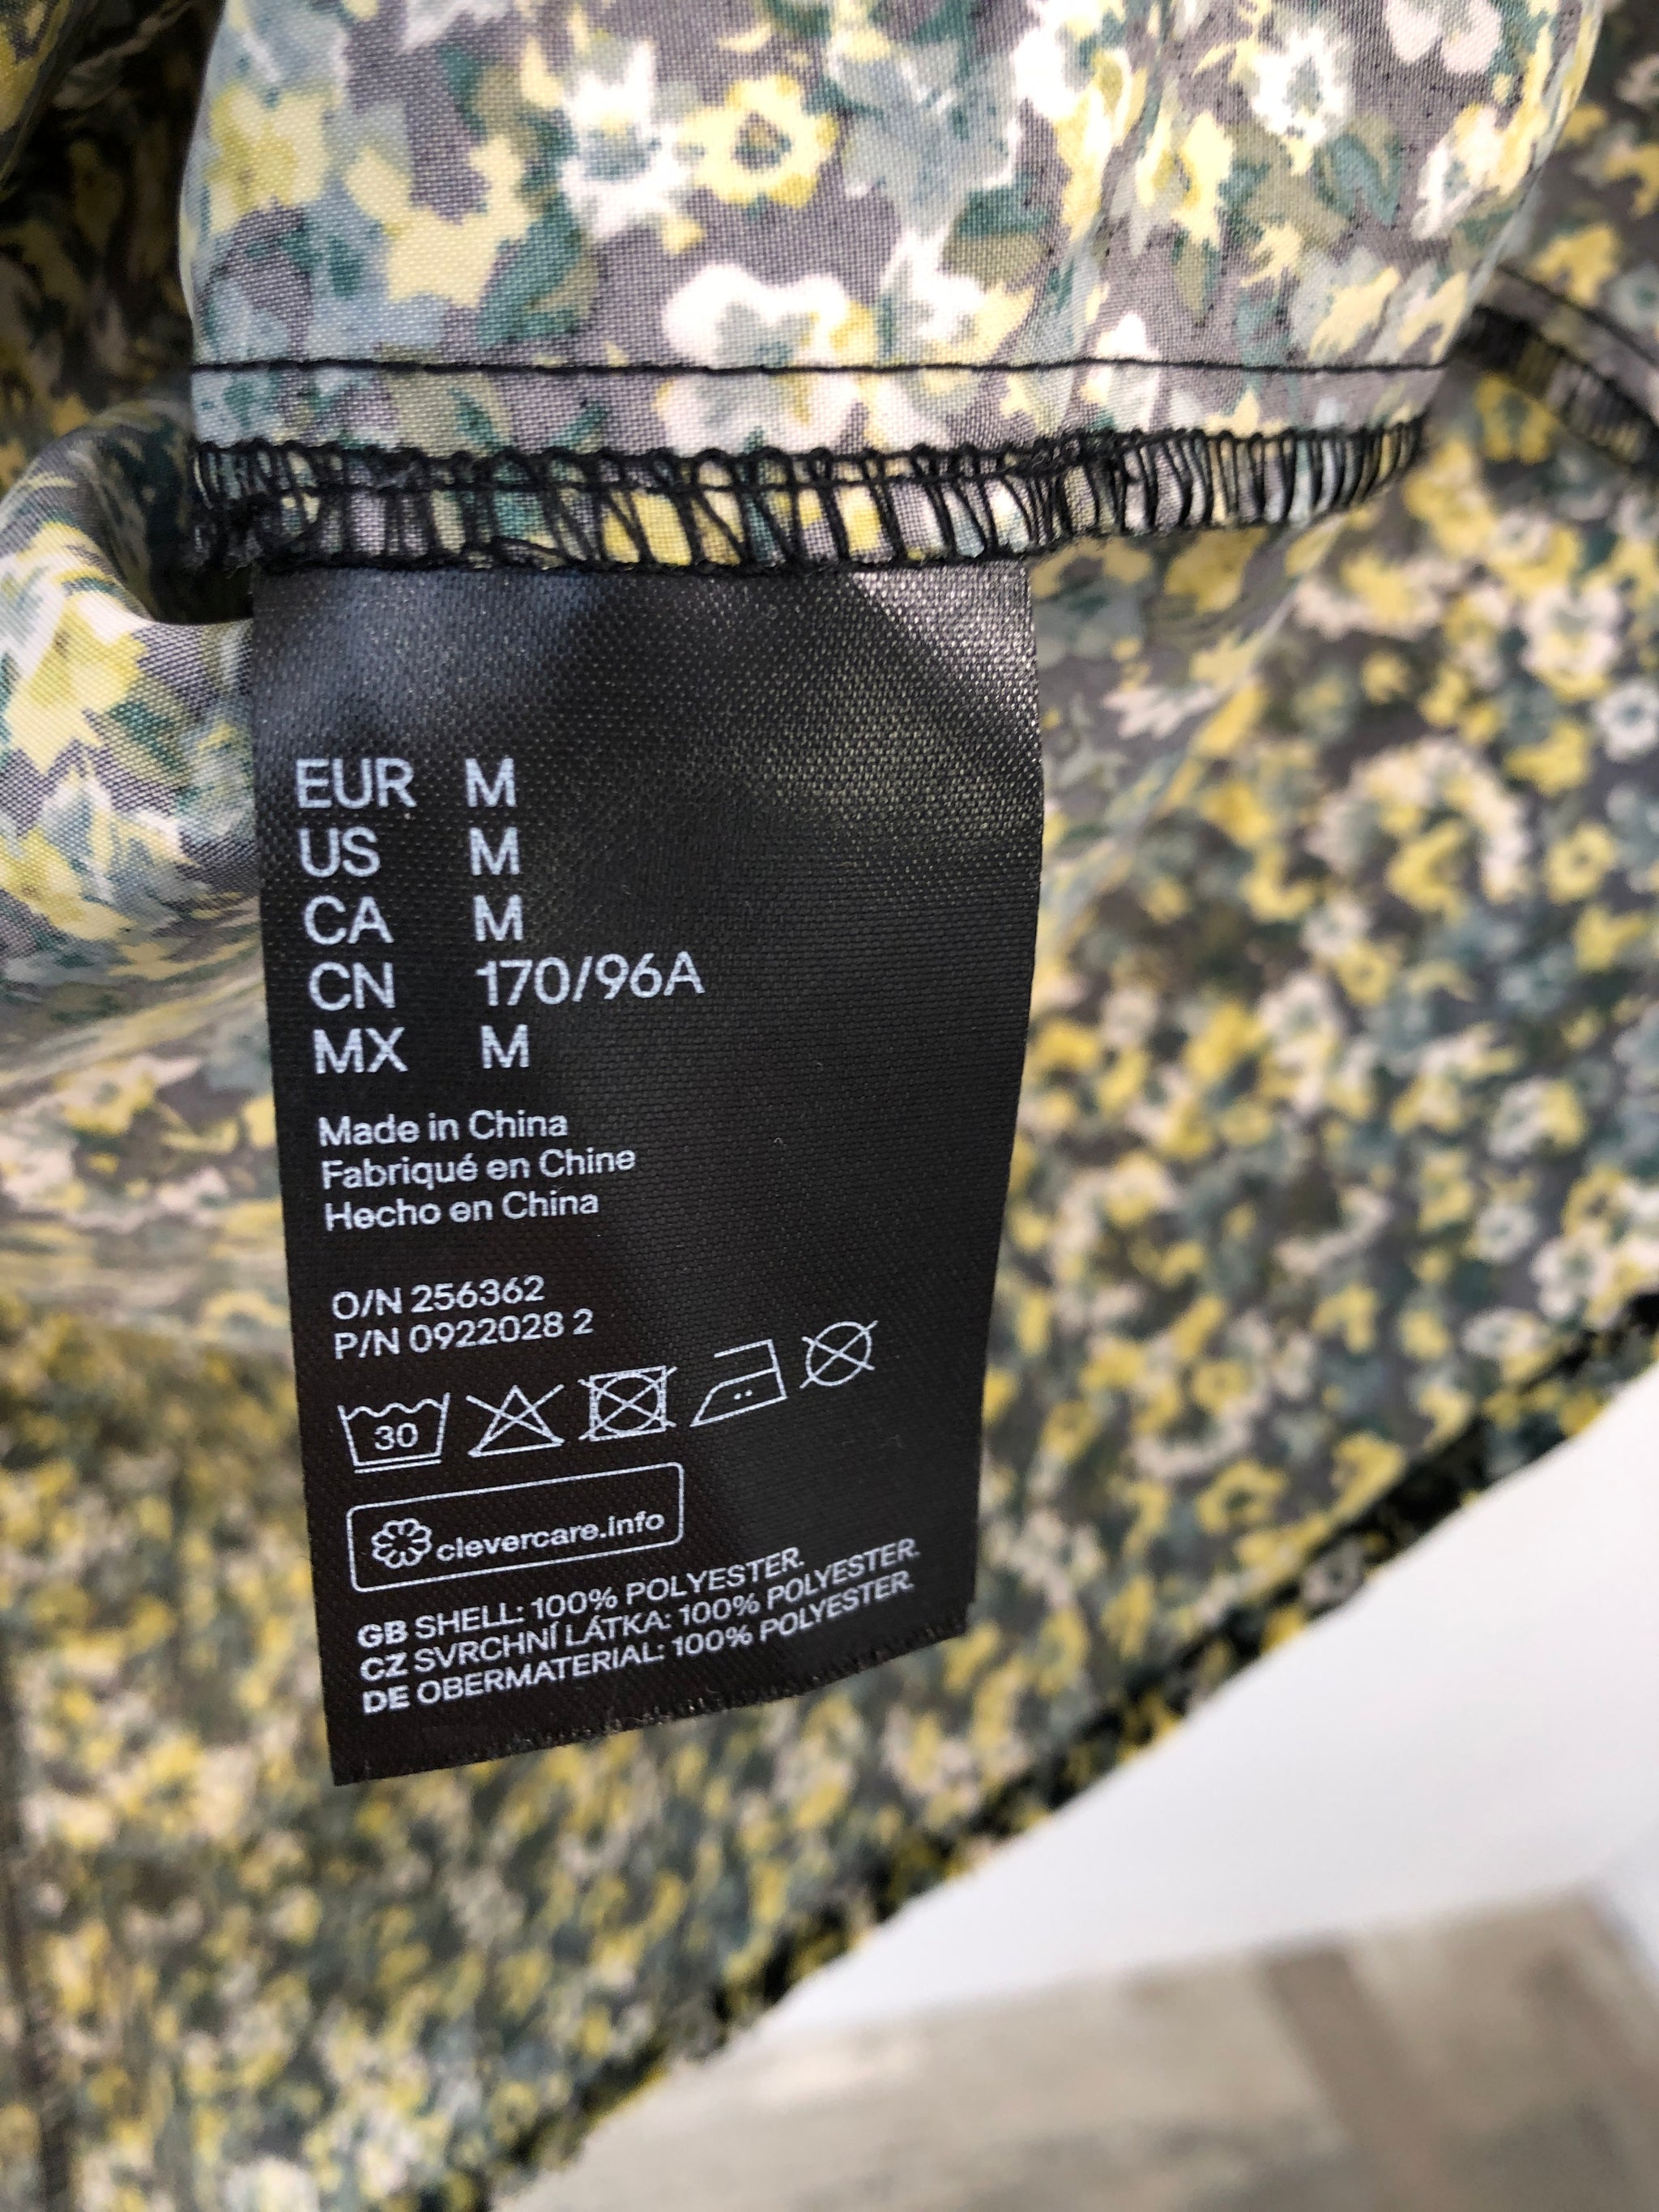 EUR M
US M
CA M
CN 170/96A
MX M
Made in China
Fabriqué en Chine
Hecho en China
O/N 256362
P/N 0922028 2
30
clevercare.info
GB SHELL: 100% POLYESTER.
CZ SVRCHNÍ LÁTKA: 100% POLYESTER.
DE OBERMATERIAL: 100% POLYESTER.